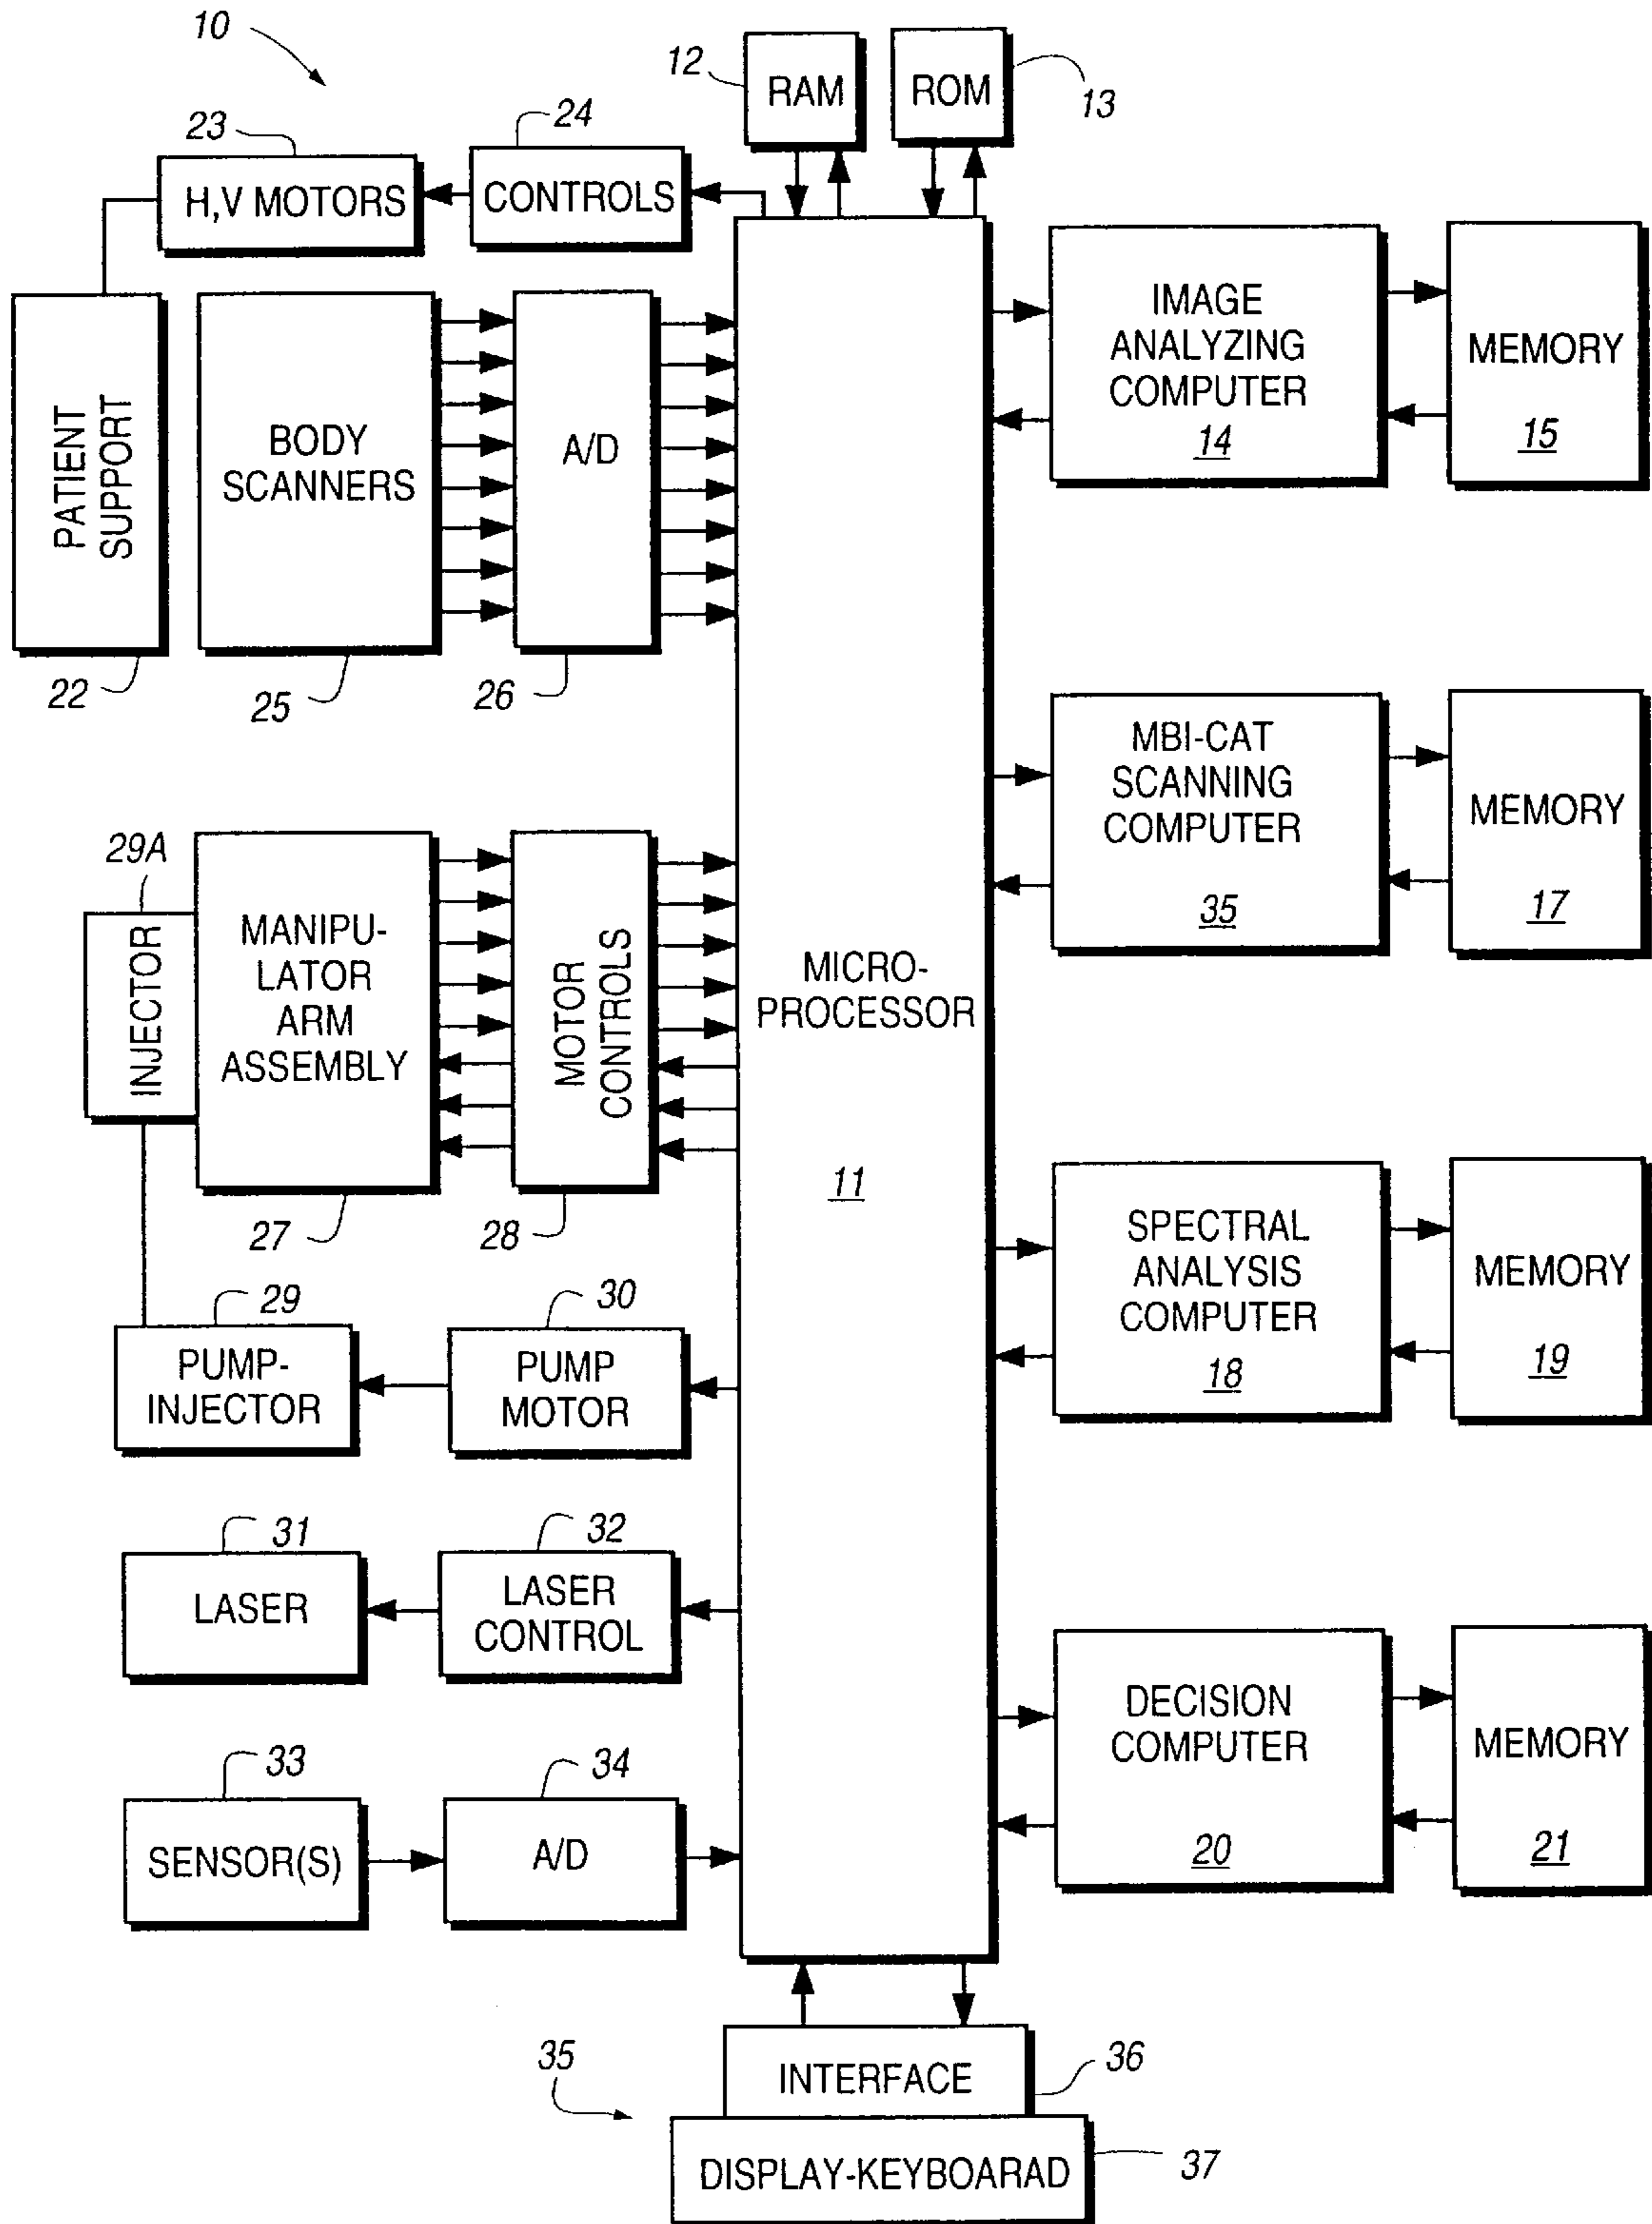 10
12
RAM
ROM
13
23
24
H,V MOTORS
CONTROLS
PATIENT
SUPPORT
22
BODY
SCANNERS
25
A/D
26
IMAGE
ANALYZING
COMPUTER
14
MEMORY
15
MBI-CAT
SCANNING
COMPUTER
35
MEMORY
17
29A
INJECTOR
MANIPU-
LATOR
ARM
ASSEMBLY
27
MOTOR
CONTROLS
28
MICRO-
PROCESSOR
11
SPECTRAL
ANALYSIS
COMPUTER
18
MEMORY
19
29
PUMP-
INJECTOR
30
PUMP
MOTOR
31
LASER
32
LASER
CONTROL
DECISION
COMPUTER
20
MEMORY
21
33
SENSOR(S)
34
A/D
35
INTERFACE
36
DISPLAY-KEYBOARAD
37